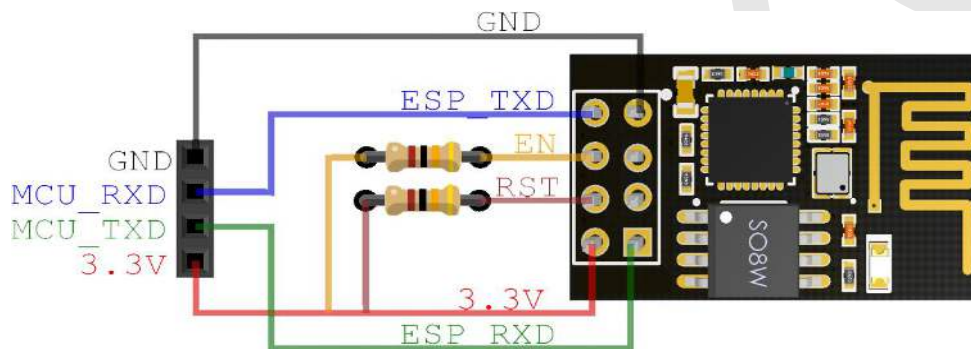 GND
ESP_TXD
GND
EN
MCU_RXD
RST
MCU_TXD
3.3V
3.3V
ESP_RXD
SO8W